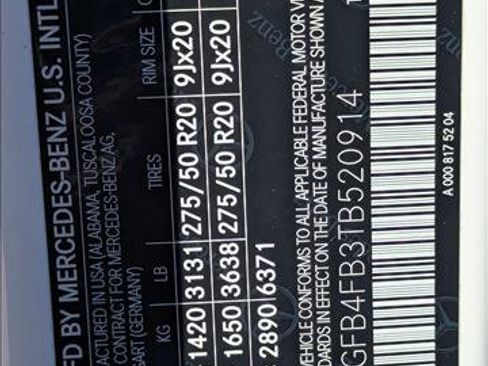 FD BY MERCEDES-BENZ U.S. INTL
ACTURED IN USA (ALABAMA, TUSCALOOSA COUNTY)
CONTRACT FOR MERCEDES-BENZ AG,
GART (GERMANY)
KG LB TIRES RIM SIZE
1420 3131 275/50 R20 9Jx20
1650 3638 275/50 R20 9Jx20
2890 6371
VEHICLE CONFORMS TO ALL APPLICABLE FEDERAL MOTOR V
DARDS IN EFFECT ON THE DATE OF MANUFACTURE SHOWN A
GFB4FB3TB520914
A 000 817 52 04